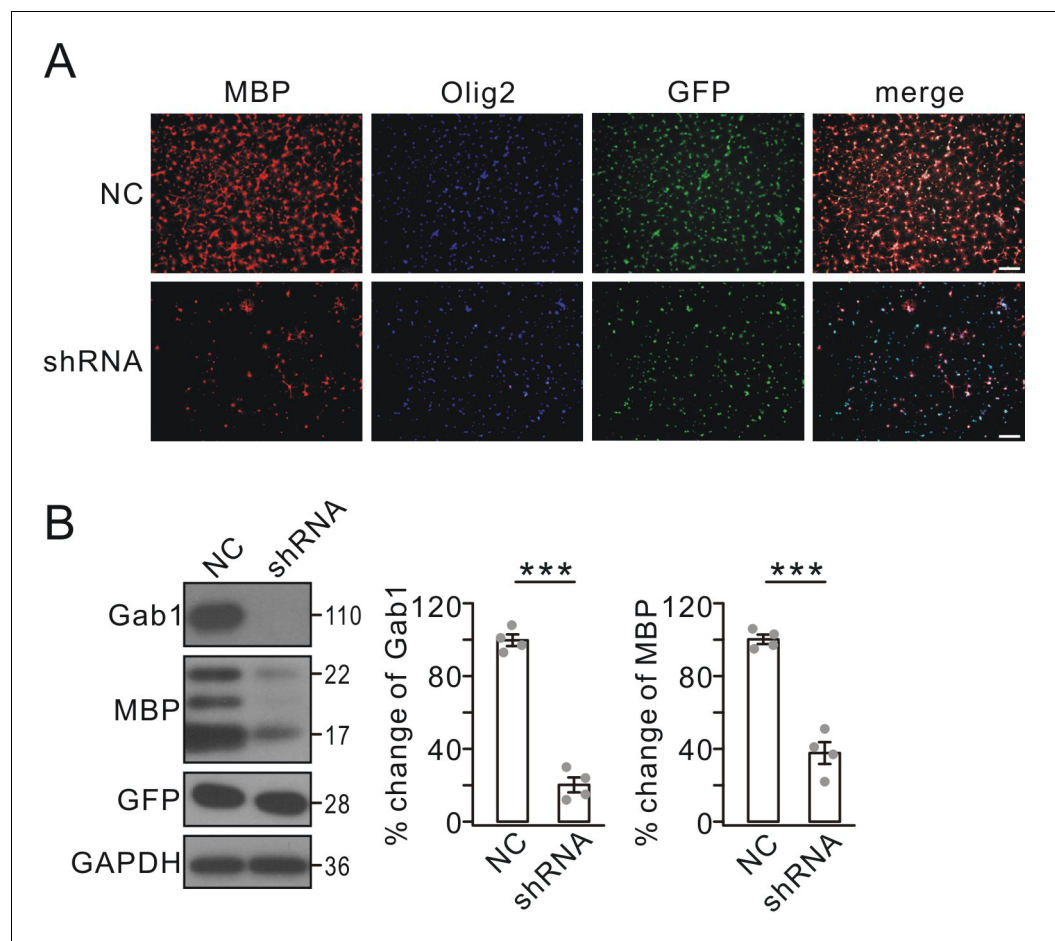 A
MBP Olig2 GFP merge
NC
shRNA
B
NC shRNA
Gab1 110
MBP 22
17
GFP 28
GAPDH 36
***
% change of Gab1
120
80
40
0
NC shRNA
***
% change of MBP
120
80
40
0
NC shRNA